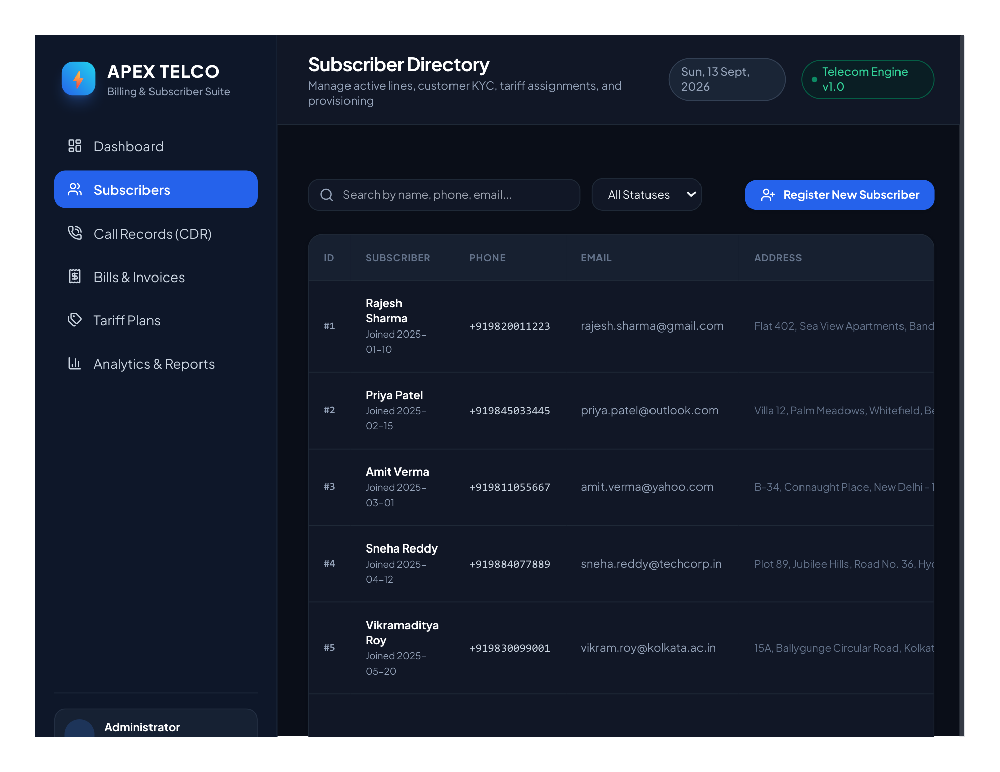 APEX TELCO
Billing & Subscriber Suite
Dashboard
Subscribers
Call Records (CDR)
Bills & Invoices
Tariff Plans
Analytics & Reports
Administrator
Subscriber Directory
Manage active lines, customer KYC, tariff assignments, and
provisioning
Sun, 13 Sept,
2026
Telecom Engine
v1.0
Search by name, phone, email...
All Statuses
Register New Subscriber
ID SUBSCRIBER PHONE EMAIL ADDRESS
#1 Rajesh
Sharma
Joined 2025-
01-10
+919820011223 rajesh.sharma@gmail.com Flat 402, Sea View Apartments, Band
#2 Priya Patel
Joined 2025-
02-15
+919845033445 priya.patel@outlook.com Villa 12, Palm Meadows, Whitefield, Be
#3 Amit Verma
Joined 2025-
03-01
+919811055667 amit.verma@yahoo.com B-34, Connaught Place, New Delhi - 1
#4 Sneha Reddy
Joined 2025-
04-12
+919884077889 sneha.reddy@techcorp.in Plot 89, Jubilee Hills, Road No. 36, Hyd
#5 Vikramaditya
Roy
Joined 2025-
05-20
+919830099001 vikram.roy@kolkata.ac.in 15A, Ballygunge Circular Road, Kolkat